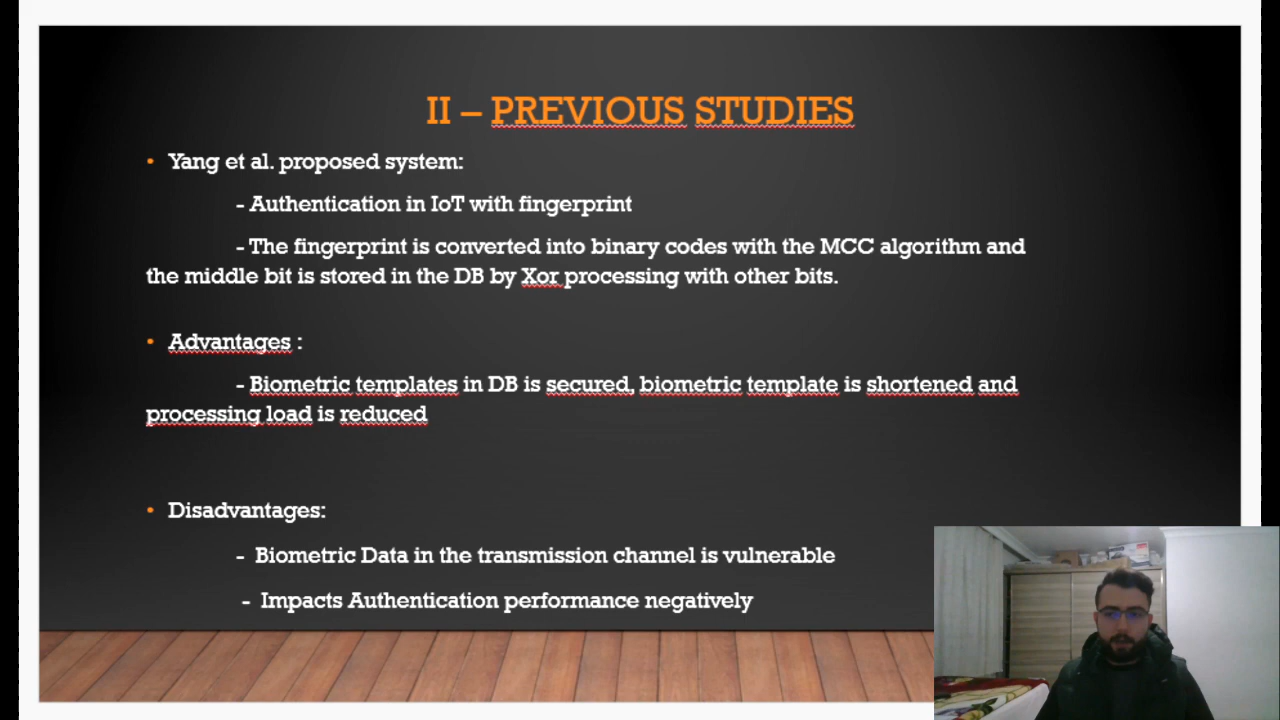 II – PREVIOUS STUDIES
• Yang et al. proposed system:
- Authentication in IoT with fingerprint
- The fingerprint is converted into binary codes with the MCC algorithm and
the middle bit is stored in the DB by Xor processing with other bits.
• Advantages :
- Biometric templates in DB is secured, biometric template is shortened and
processing load is reduced
• Disadvantages:
- Biometric Data in the transmission channel is vulnerable
- Impacts Authentication performance negatively